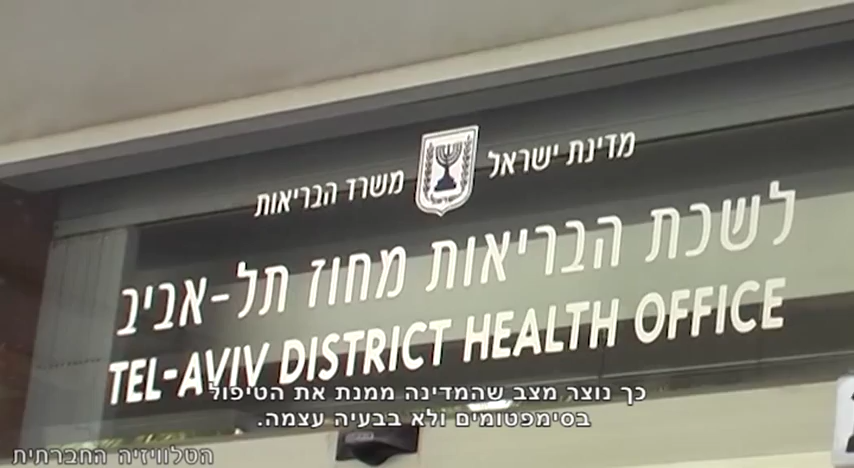 מדינת ישראל
משרד הבריאות
לשכת הבריאות מחוז תל-אביב
TEL-AVIV DISTRICT HEALTH OFFICE
כך נוצר מצב שהמדינה ממנת את הטיפול
בסימפטומים ולא בבעיה עצמה.
הטלוויזיה החברתית